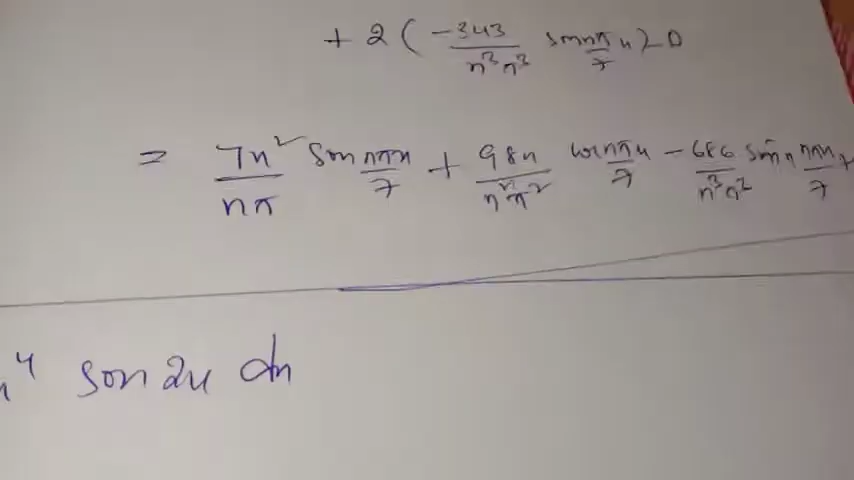 + 2 ( -343/n³π³ sin nπ/7 x) - 0
= 7x²/nπ sin nπx/7 + 98x/n²π² cos nπx/7 - 686/n³π³ sin nπx/7 +
x⁴ sin 2x dx